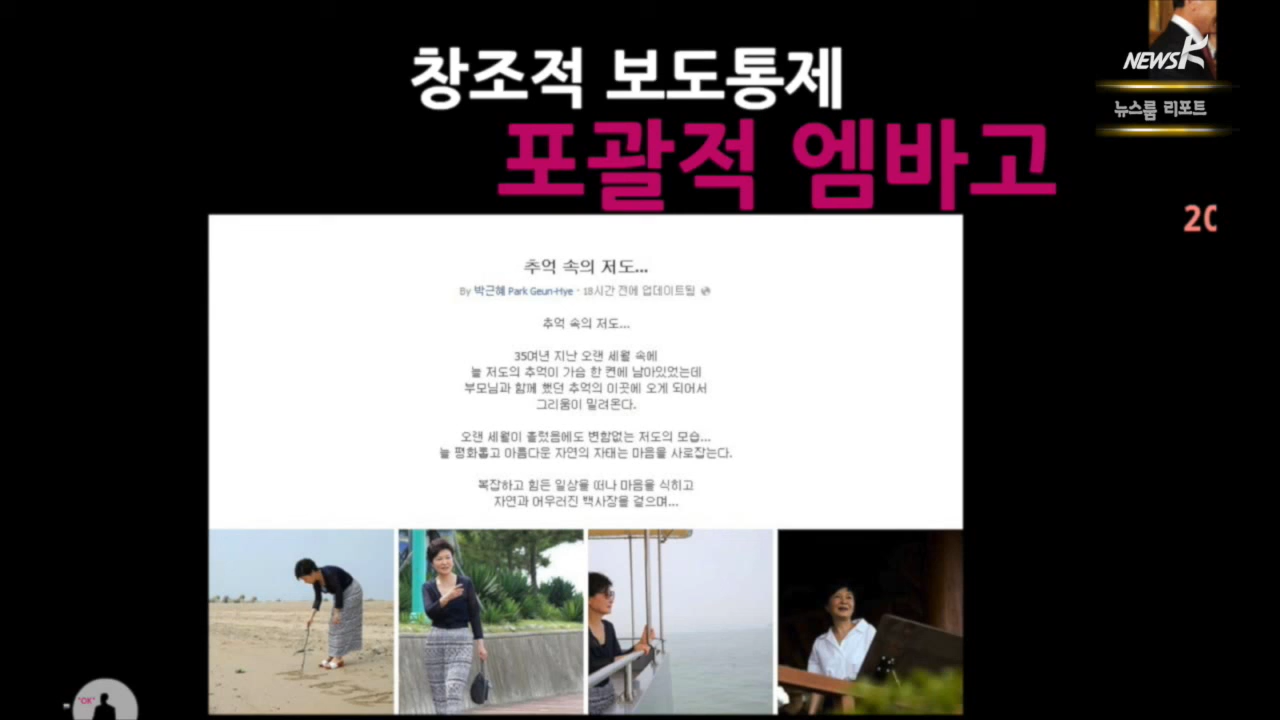 창조적 보도통제
포괄적 엠바고
NEWS R
뉴스룸 리포트
20
추억 속의 저도...
By 박근혜 Park Geun-Hye · 18시간 전에 업데이트됨
추억 속의 저도...
35여년 지난 오랜 세월 속에
늘 저도의 추억이 가슴 한 켠에 남아있었는데
부모님과 함께 했던 추억의 이곳에 오게 되어서
그리움이 밀려온다.
오랜 세월이 흘렀음에도 변함없는 저도의 모습...
늘 평화롭고 아름다운 자연의 자태는 마음을 사로잡는다.
복잡하고 힘든 일상을 떠나 마음을 식히고
자연과 어우러진 백사장을 걸으며...
"OK"